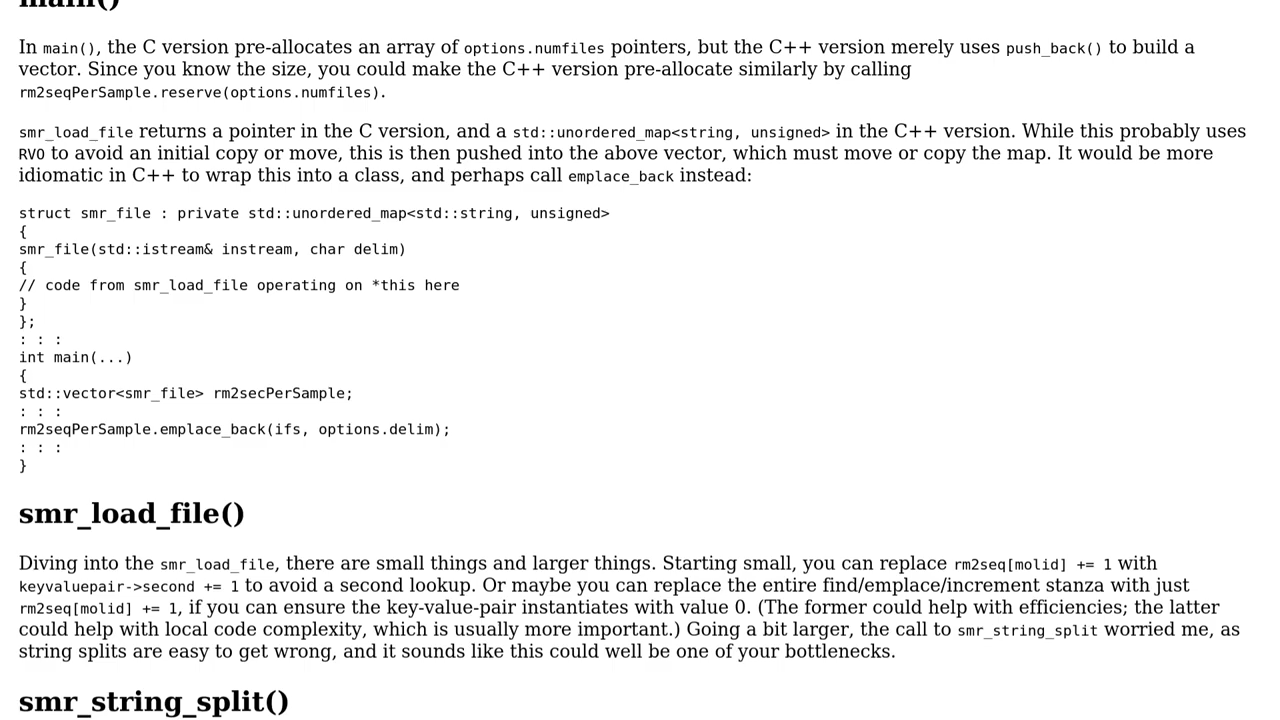 main()
In main(), the C version pre-allocates an array of options.numfiles pointers, but the C++ version merely uses push_back() to build a
vector. Since you know the size, you could make the C++ version pre-allocate similarly by calling
rm2seqPerSample.reserve(options.numfiles).
smr_load_file returns a pointer in the C version, and a std::unordered_map<string, unsigned> in the C++ version. While this probably uses
RVO to avoid an initial copy or move, this is then pushed into the above vector, which must move or copy the map. It would be more
idiomatic in C++ to wrap this into a class, and perhaps call emplace_back instead:
struct smr_file : private std::unordered_map<std::string, unsigned>
{
smr_file(std::istream& instream, char delim)
{
// code from smr_load_file operating on *this here
}
};
: : :
int main(...)
{
std::vector<smr_file> rm2secPerSample;
: : :
rm2seqPerSample.emplace_back(ifs, options.delim);
: : :
}
smr_load_file()
Diving into the smr_load_file, there are small things and larger things. Starting small, you can replace rm2seq[molid] += 1 with
keyvaluepair->second += 1 to avoid a second lookup. Or maybe you can replace the entire find/emplace/increment stanza with just
rm2seq[molid] += 1, if you can ensure the key-value-pair instantiates with value 0. (The former could help with efficiencies; the latter
could help with local code complexity, which is usually more important.) Going a bit larger, the call to smr_string_split worried me, as
string splits are easy to get wrong, and it sounds like this could well be one of your bottlenecks.
smr_string_split()